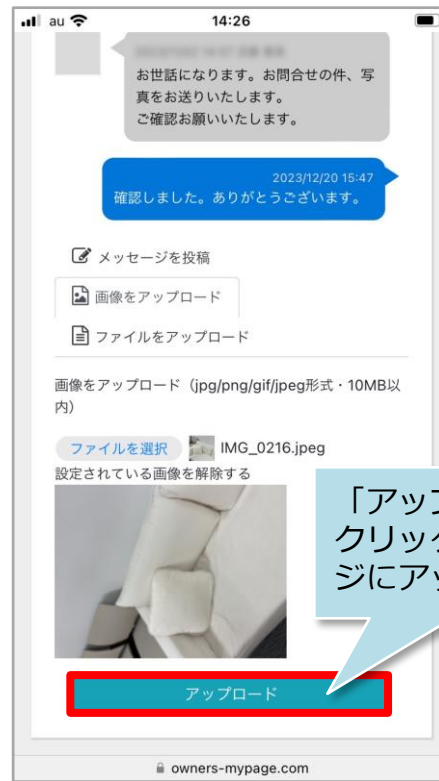 au
14:26
お世話になります。お問合せの件、写
真をお送りいたします。
ご確認お願いいたします。
2023/12/20 15:47
確認しました。ありがとうございます。
メッセージを投稿
画像をアップロード
ファイルをアップロード
画像をアップロード（jpg/png/gif/jpeg形式・10MB以
内）
ファイルを選択 IMG_0216.jpeg
設定されている画像を解除する
「アッ
クリッ
ジにア
アップロード
owners-mypage.com